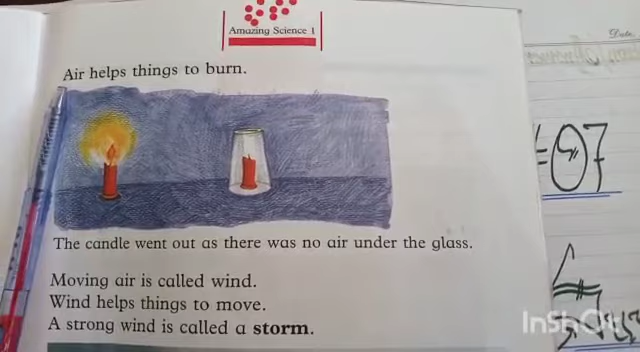 Amazing Science 1
Air helps things to burn.
The candle went out as there was no air under the glass.
Moving air is called wind.
Wind helps things to move.
A strong wind is called a storm.
Date.
InShOt